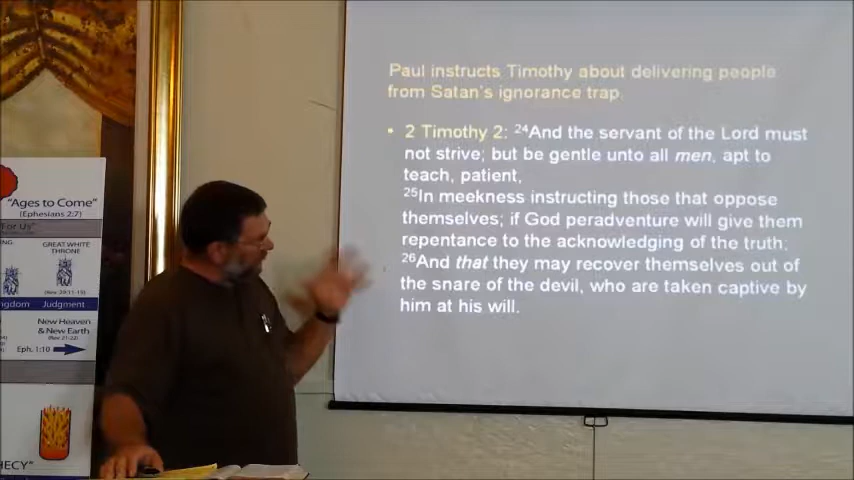 Paul instructs Timothy about delivering people
from Satan's ignorance trap.
• 2 Timothy 2: 24And the servant of the Lord must
not strive; but be gentle unto all men, apt to
teach, patient,
25In meekness instructing those that oppose
themselves; if God peradventure will give them
repentance to the acknowledging of the truth;
26And that they may recover themselves out of
the snare of the devil, who are taken captive by
him at his will.
"Ages to Come"
(Ephesians 2:7)
For Us"
GREAT WHITE
THRONE
Judgment
New Heaven
& New Earth
Eph. 1:10